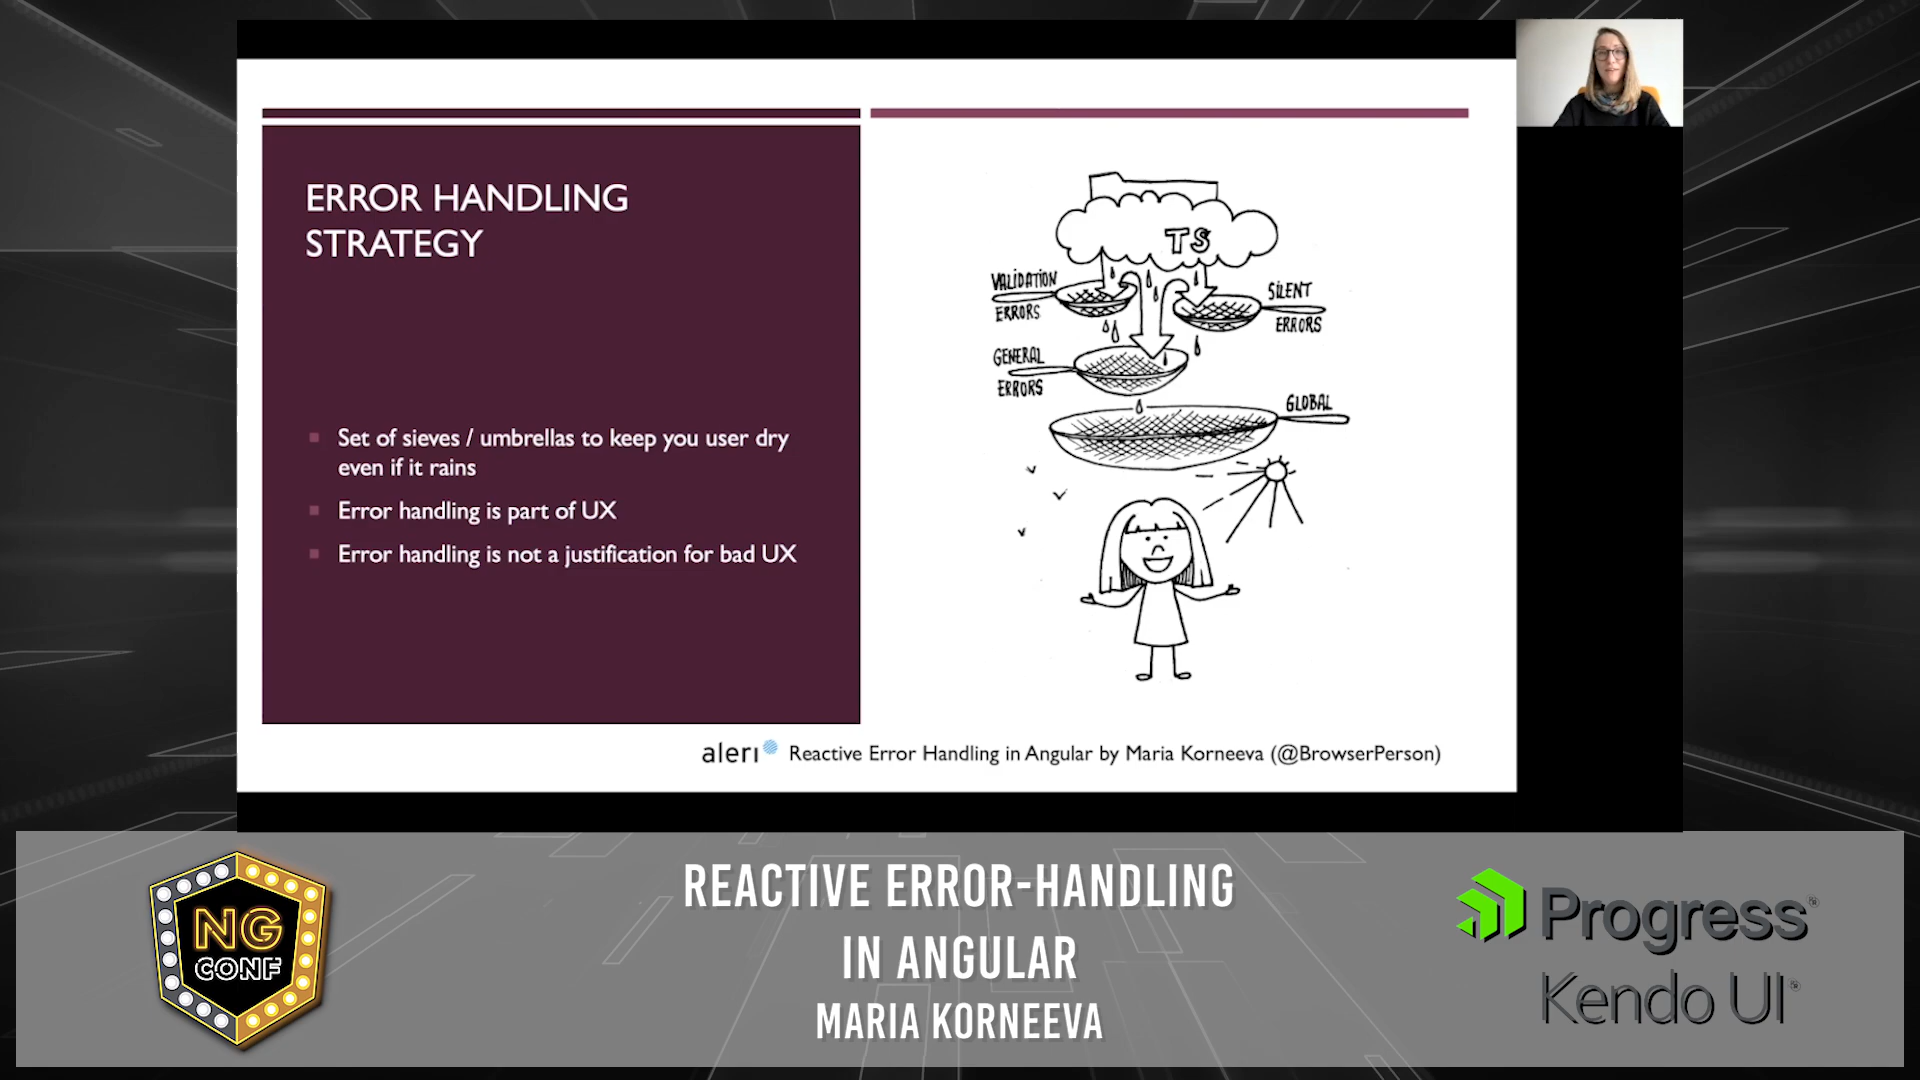 ERROR HANDLING
STRATEGY
Set of sieves / umbrellas to keep you user dry
even if it rains
Error handling is part of UX
Error handling is not a justification for bad UX
TS
VALIDATION
ERRORS
SILENT
ERRORS
GENERAL
ERRORS
GLOBAL
aleri Reactive Error Handling in Angular by Maria Korneeva (@BrowserPerson)
NG
CONF
REACTIVE ERROR-HANDLING
IN ANGULAR
MARIA KORNEEVA
Progress®
Kendo UI®